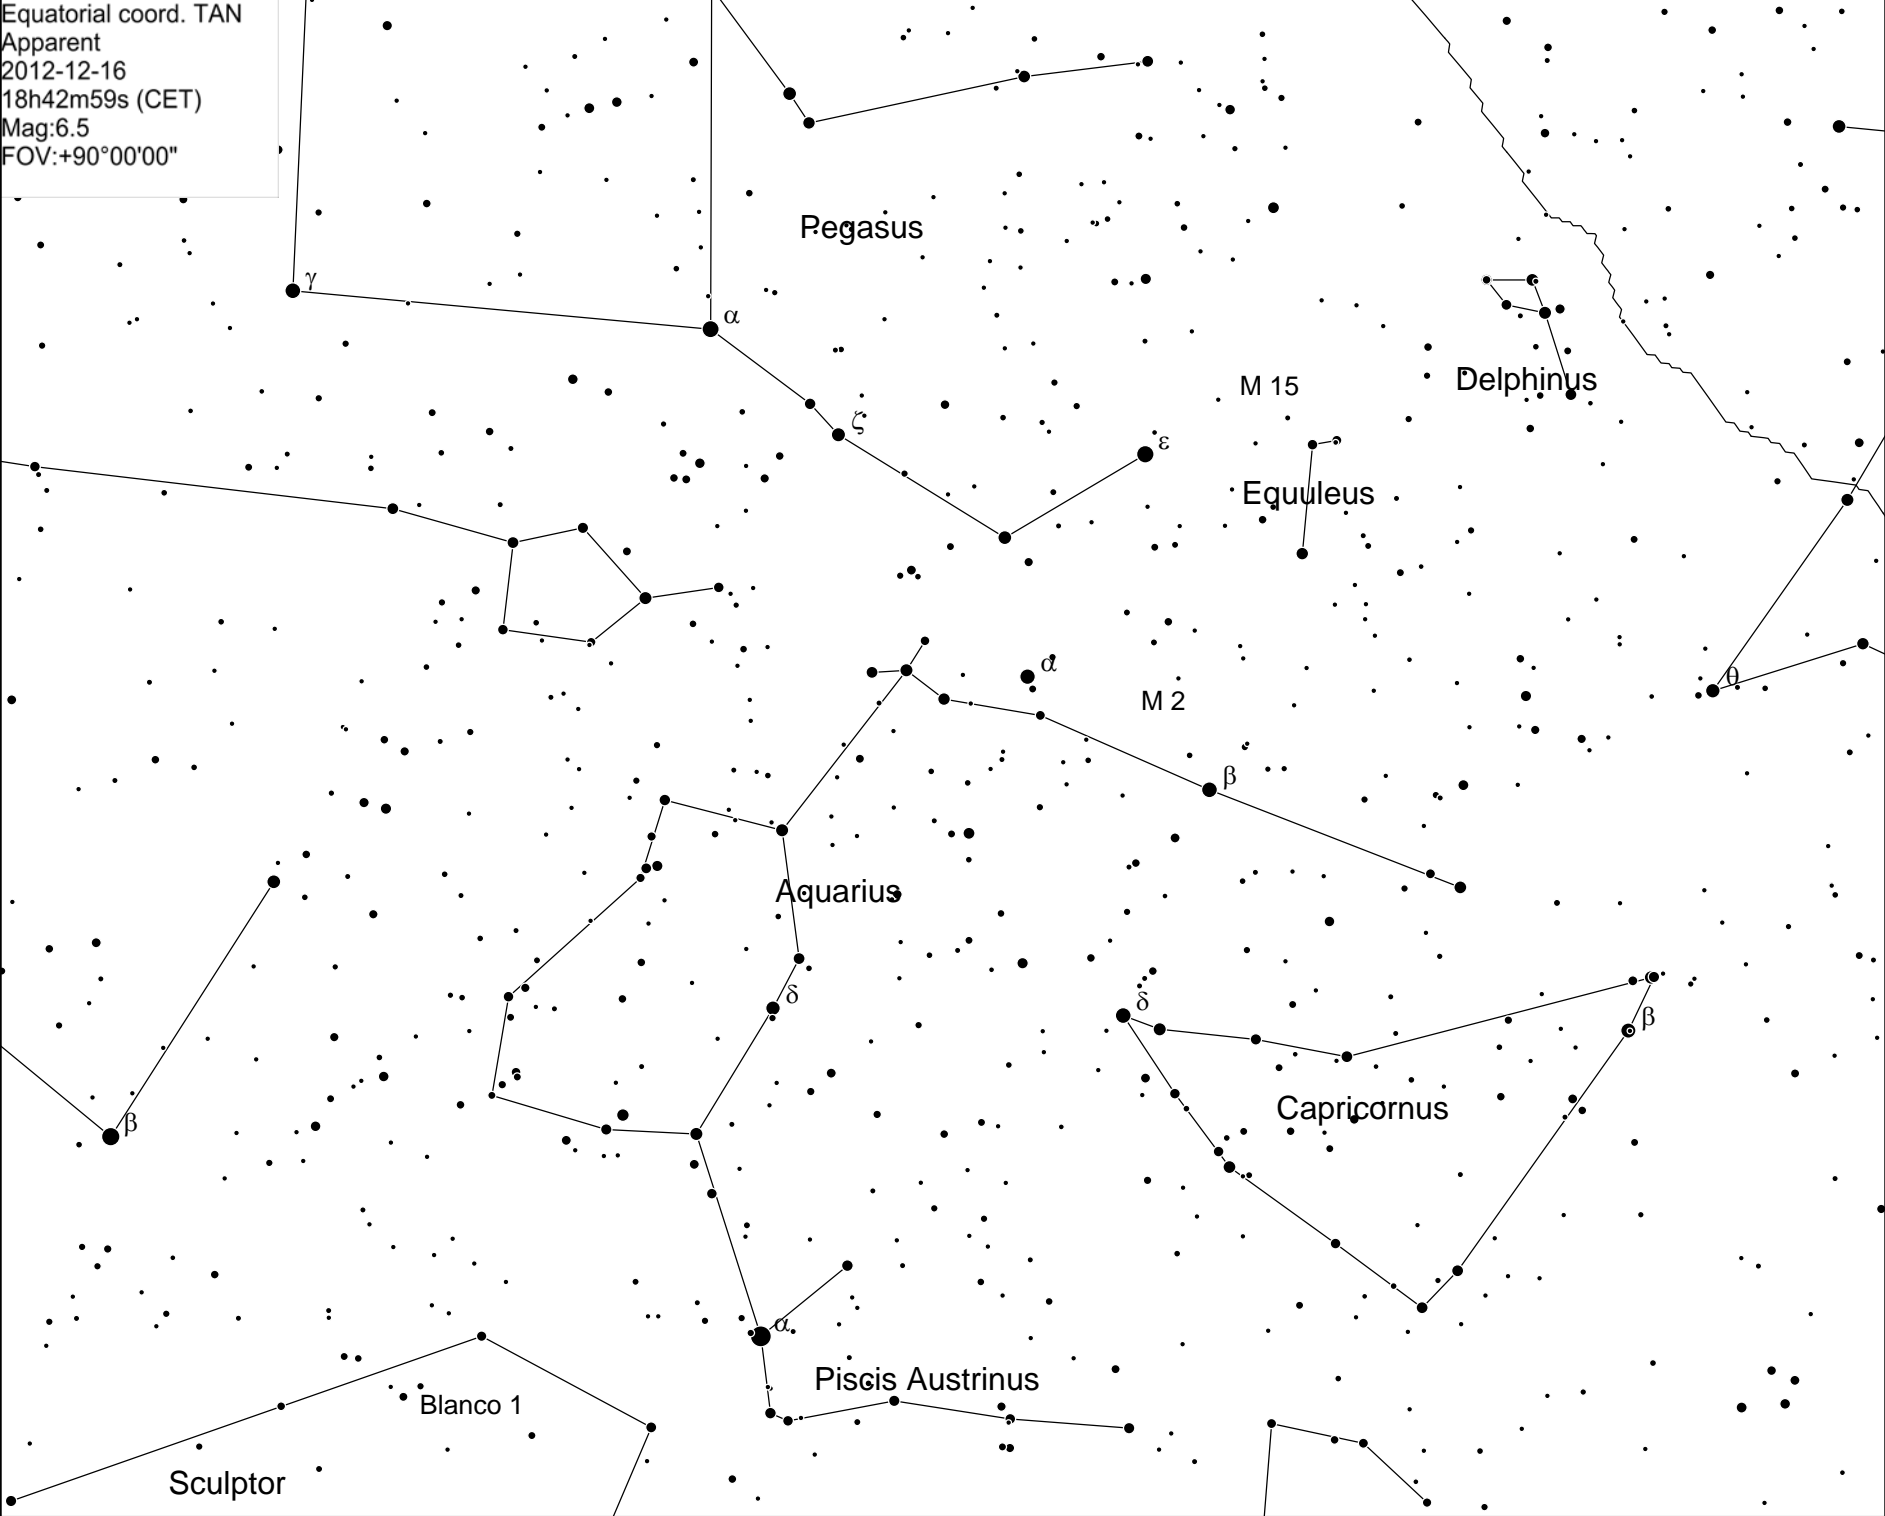 Equatorial coord. TAN
Apparent
2012-12-16
18h42m59s (CET)
Mag:6.5
FOV:+90°00'00"
Pegasus
γ
α
M 15
Delphinus
ζ
ε
Equuleus
α
θ
M 2
β
Aquarius
δ
δ
β
Capricornus
β
α
Piscis Austrinus
Blanco 1
Sculptor